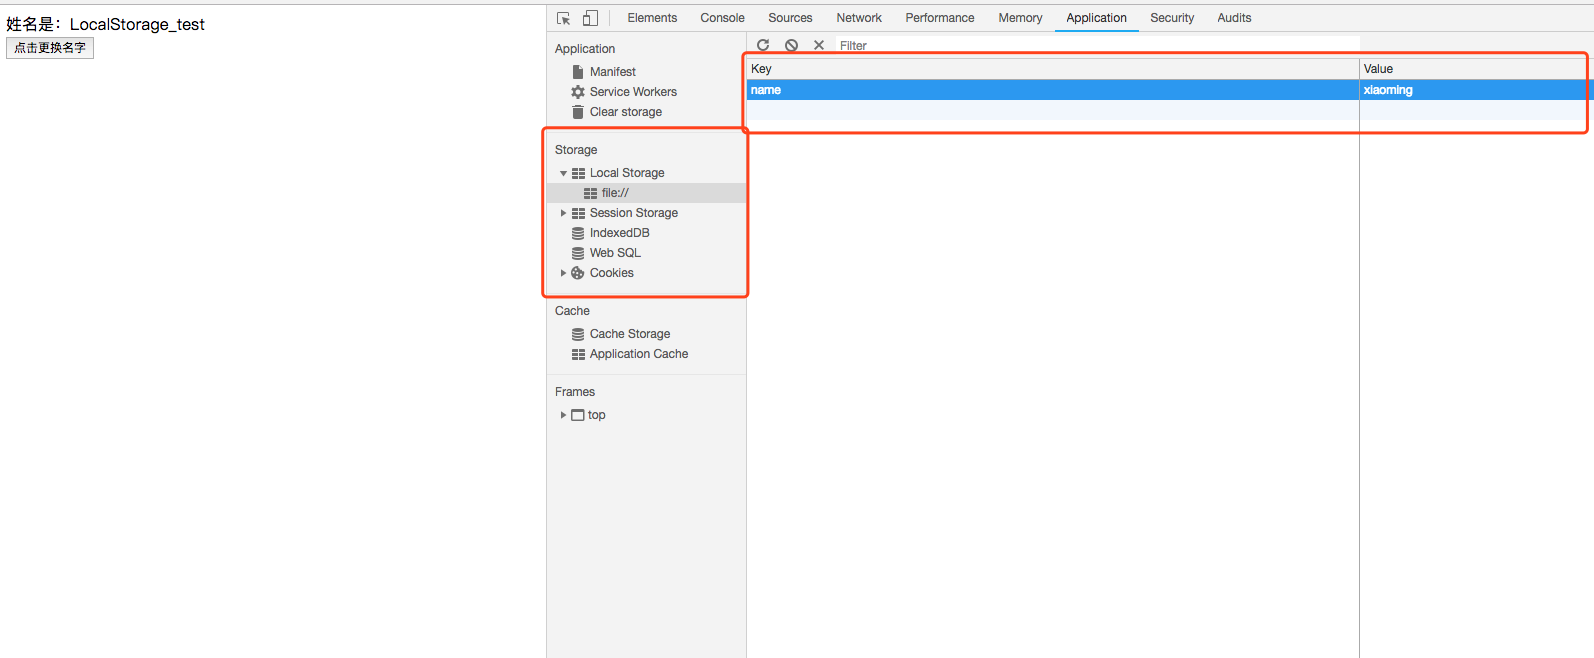 姓名是：LocalStorage_test
点击更换名字
Elements Console Sources Network Performance Memory Application Security Audits
Application
Manifest
Service Workers
Clear storage
Storage
Local Storage
file://
Session Storage
IndexedDB
Web SQL
Cookies
Cache
Cache Storage
Application Cache
Frames
top
Filter
Key Value
name xiaoming